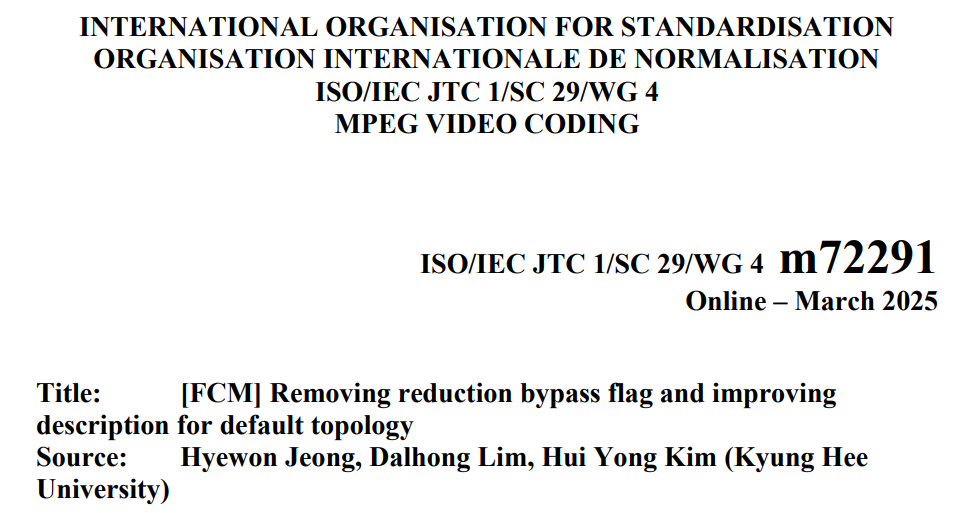 INTERNATIONAL ORGANISATION FOR STANDARDISATION
ORGANISATION INTERNATIONALE DE NORMALISATION
ISO/IEC JTC 1/SC 29/WG 4
MPEG VIDEO CODING
ISO/IEC JTC 1/SC 29/WG 4 m72291
Online – March 2025
Title: [FCM] Removing reduction bypass flag and improving
description for default topology
Source: Hyewon Jeong, Dalhong Lim, Hui Yong Kim (Kyung Hee
University)